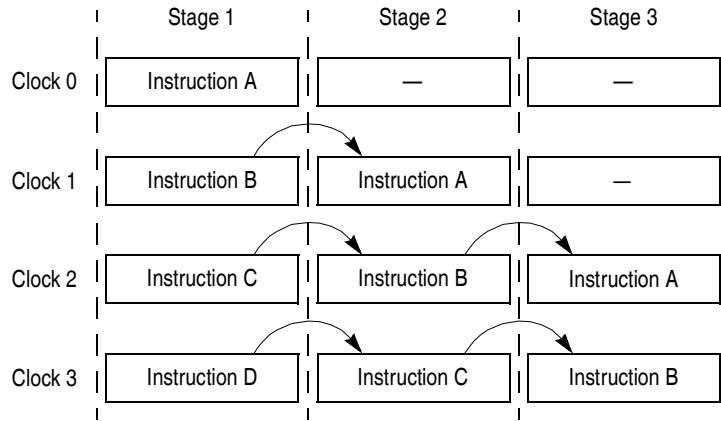 Stage 1 Stage 2 Stage 3
Clock 0 Instruction A — —
Clock 1 Instruction B Instruction A —
Clock 2 Instruction C Instruction B Instruction A
Clock 3 Instruction D Instruction C Instruction B